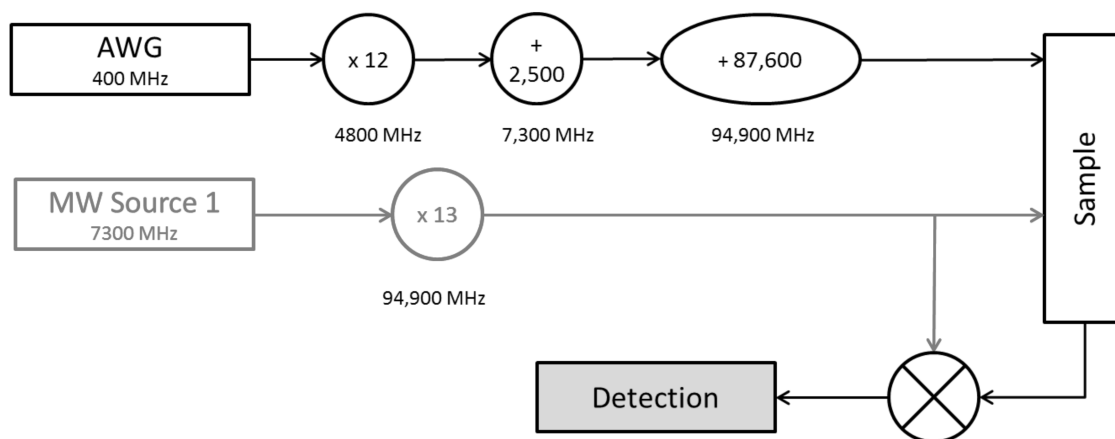 AWG
400 MHz
x 12
+
2,500
+ 87,600
4800 MHz
7,300 MHz
94,900 MHz
MW Source 1
7300 MHz
x 13
94,900 MHz
Sample
Detection